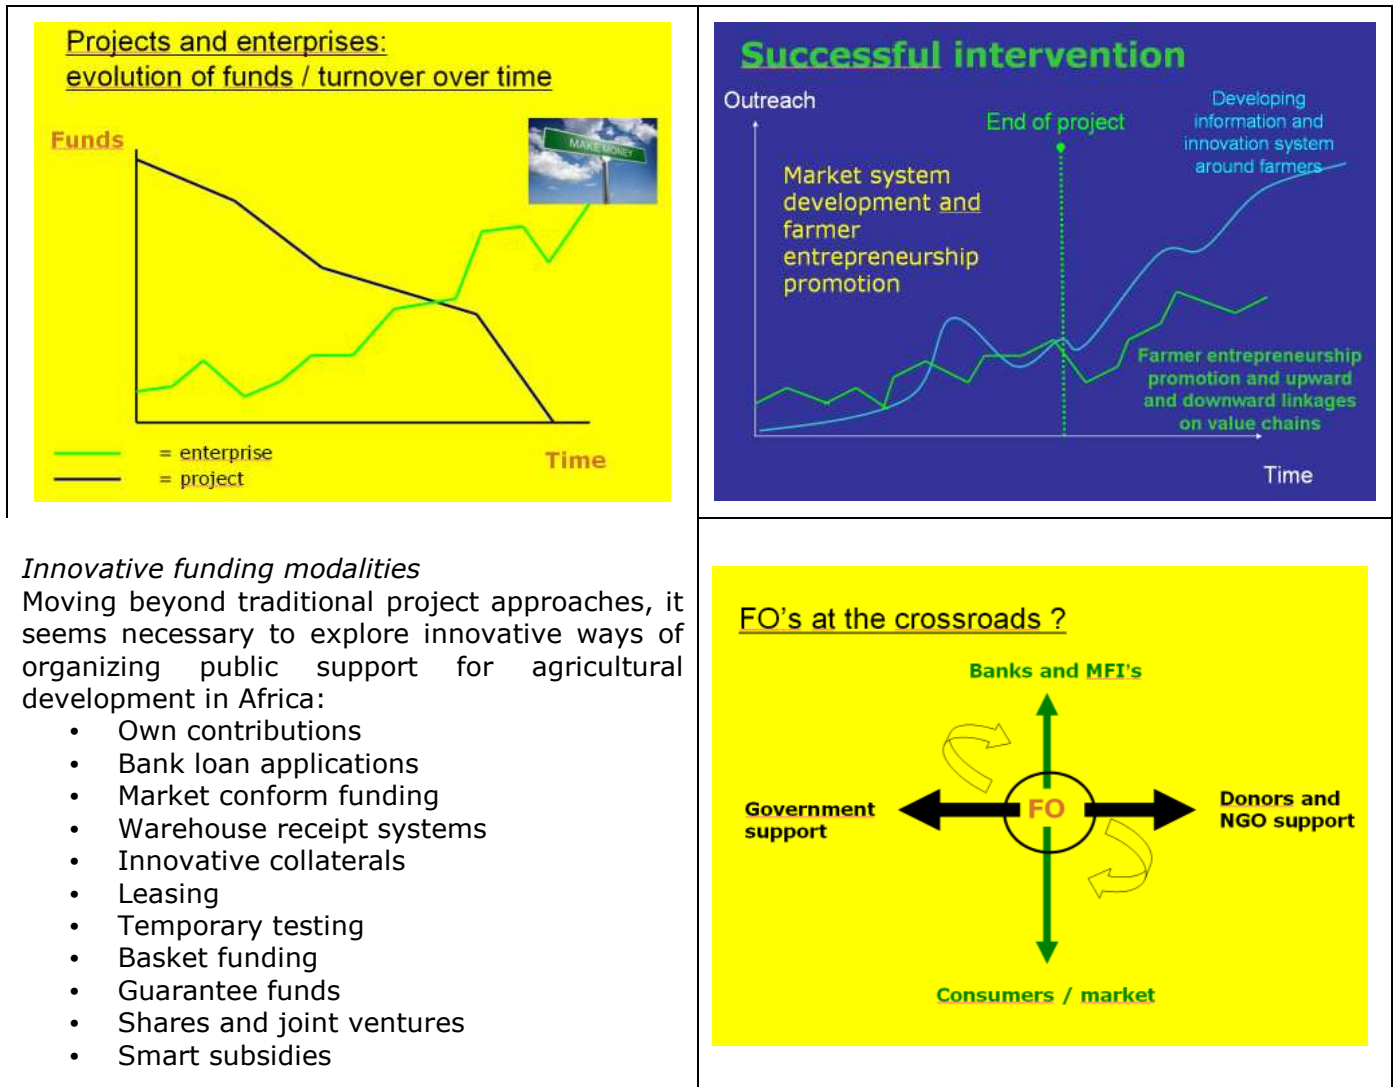 Projects and enterprises:
evolution of funds / turnover over time
Funds
MAKE MONEY
= enterprise
= project
Time
Successful intervention
Outreach
End of project
Developing
information and
innovation system
around farmers
Market system
development and
farmer
entrepreneurship
promotion
Farmer entrepreneurship
promotion and upward
and downward linkages
on value chains
Time
Innovative funding modalities
Moving beyond traditional project approaches, it
seems necessary to explore innovative ways of
organizing public support for agricultural
development in Africa:
• Own contributions
• Bank loan applications
• Market conform funding
• Warehouse receipt systems
• Innovative collaterals
• Leasing
• Temporary testing
• Basket funding
• Guarantee funds
• Shares and joint ventures
• Smart subsidies
FO's at the crossroads ?
Banks and MFI's
Government
support
FO
Donors and
NGO support
Consumers / market